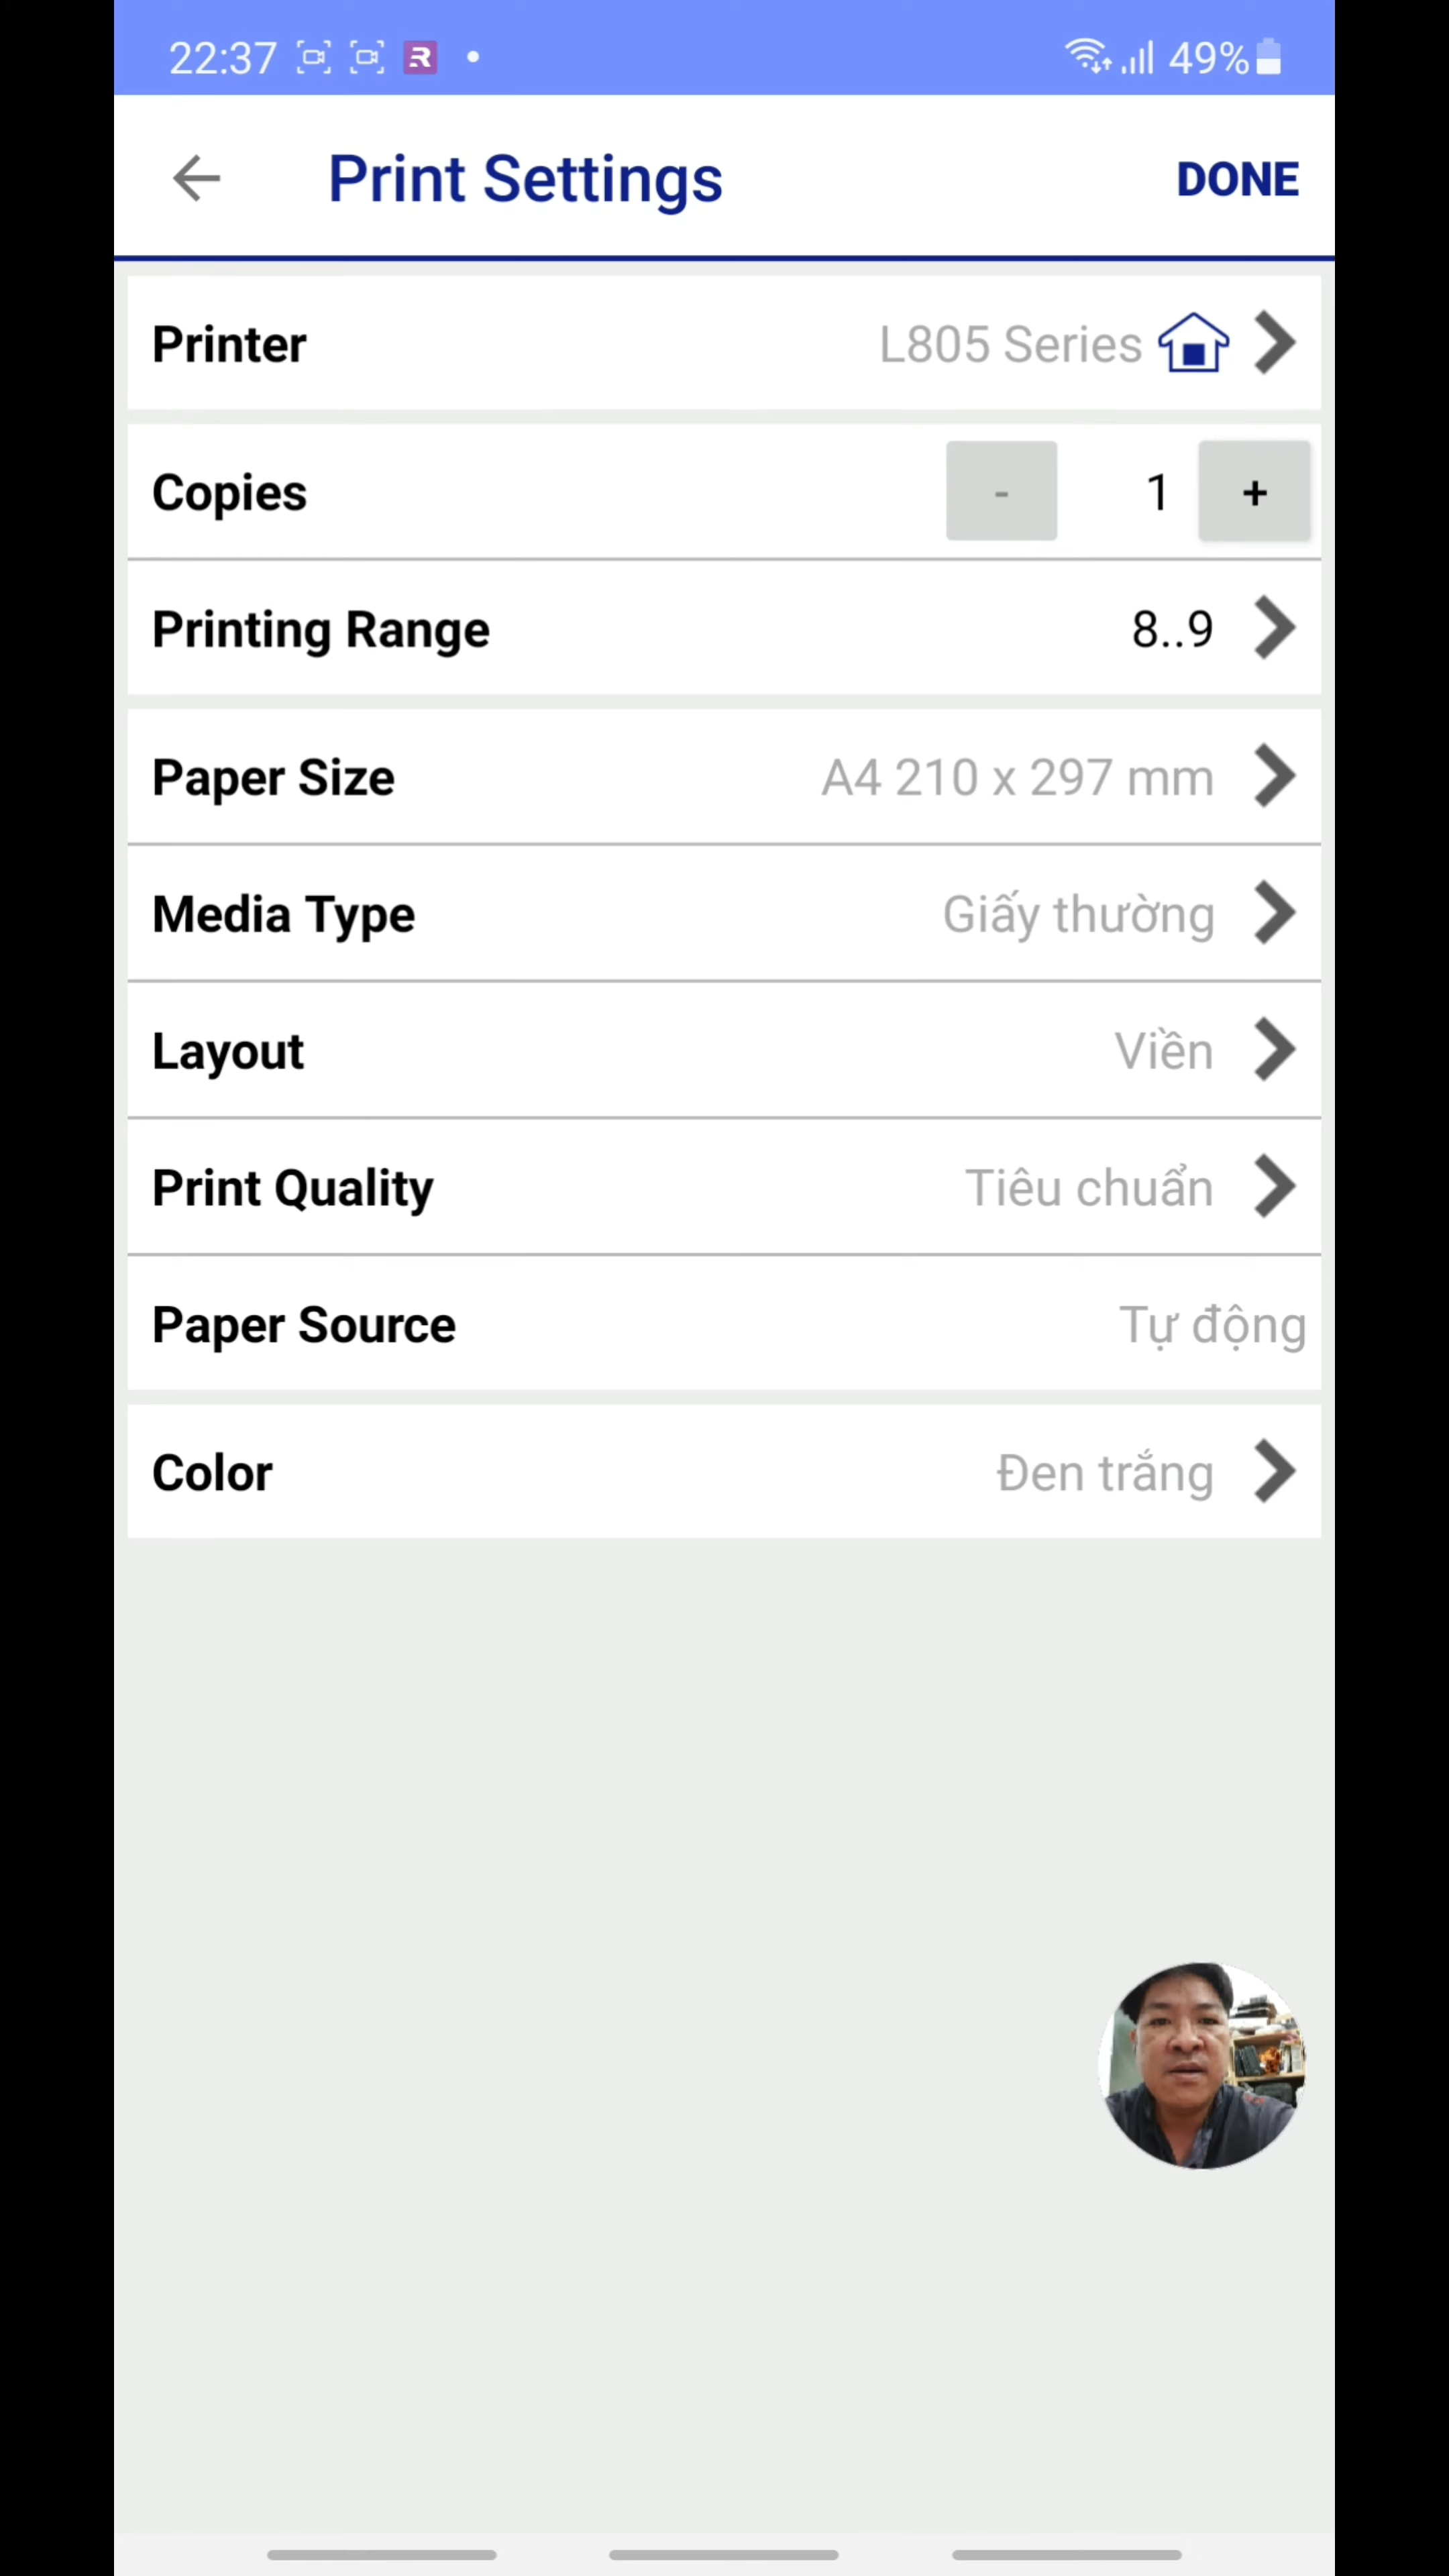 22:37
49%
Print Settings
DONE
Printer L805 Series
Copies - 1 +
Printing Range 8..9
Paper Size A4 210 x 297 mm
Media Type Giấy thường
Layout Viền
Print Quality Tiêu chuẩn
Paper Source Tự động
Color Đen trắng